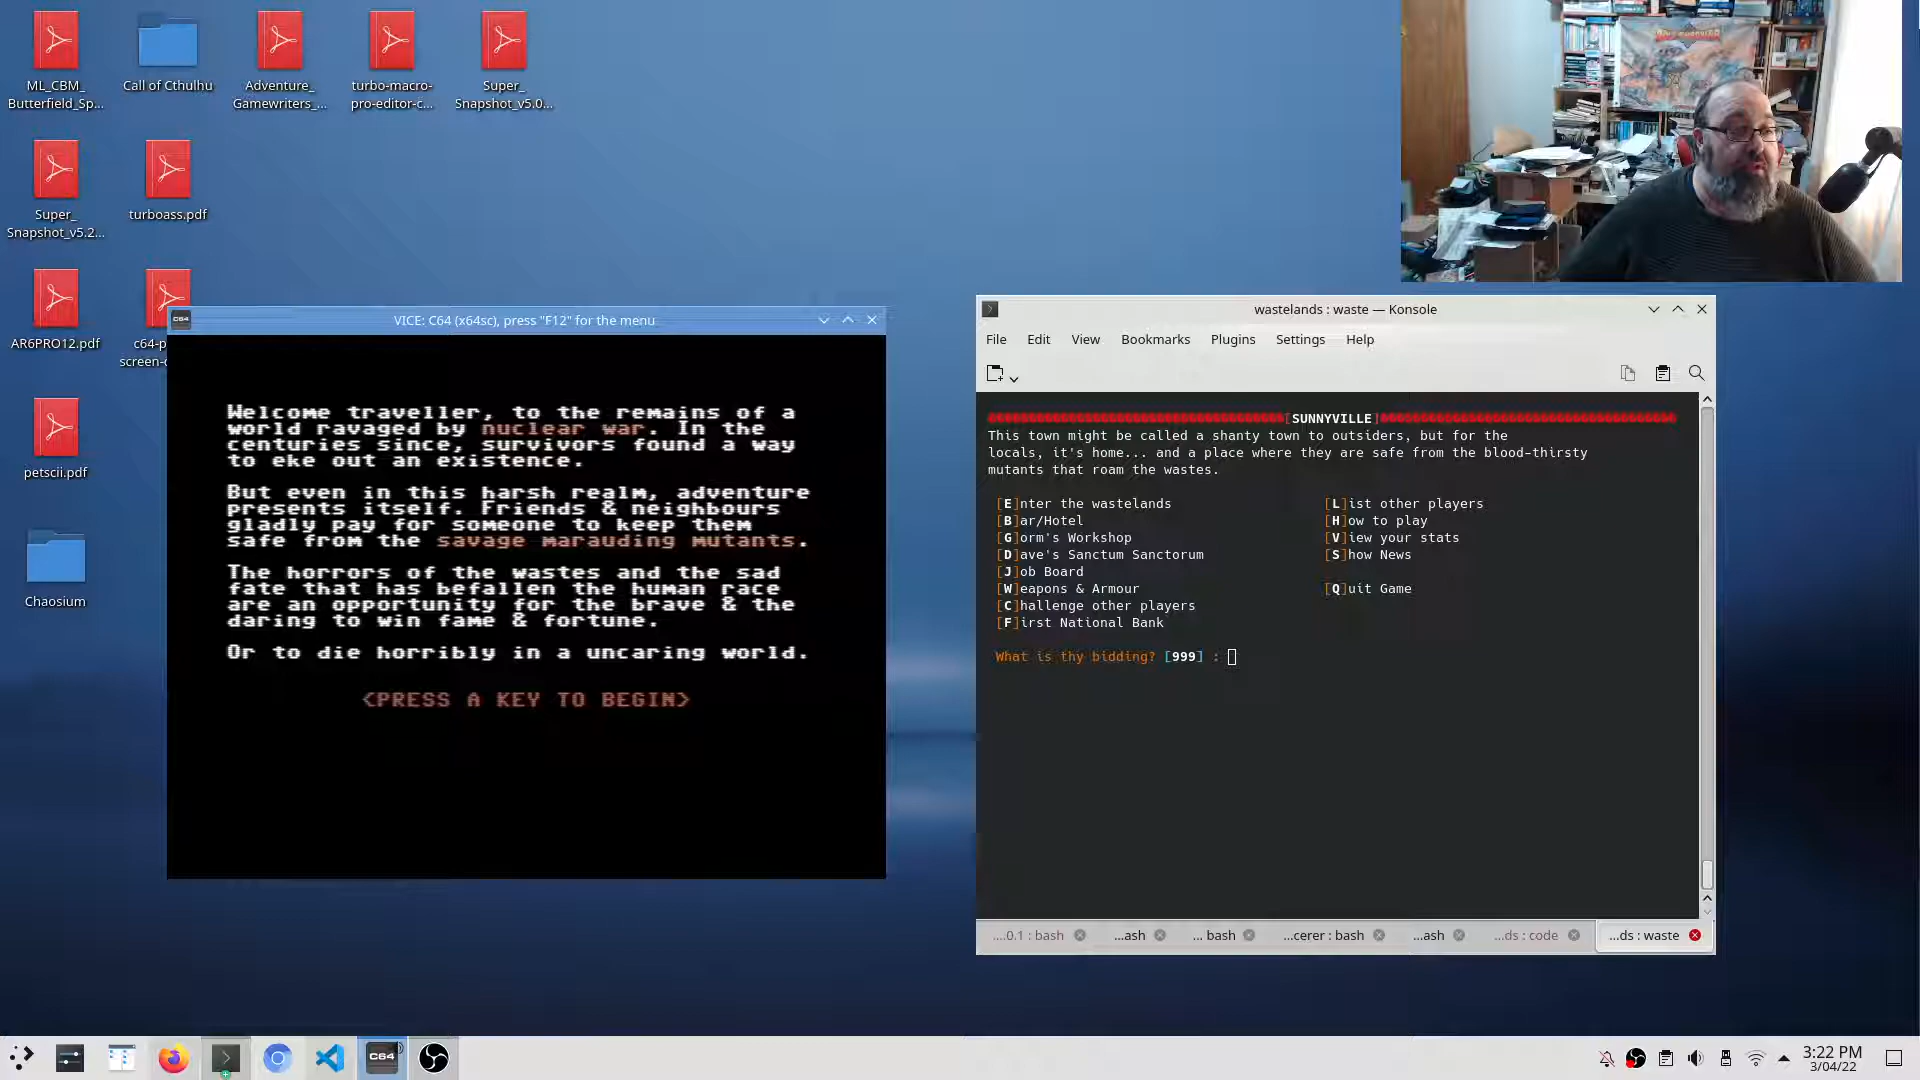 ML_CBM_
Butterfield_Sp...
Call of Cthulhu
Adventure_
Gamewriters_...
turbo-macro-
pro-editor-c...
Super_
Snapshot_v5.0...
Super_
Snapshot_v5.2...
turboass.pdf
AR6PRO12.pdf
c64-p
screen-c
petscii.pdf
Chaosium
C64
VICE: C64 (x64sc), press "F12" for the menu
Welcome traveller, to the remains of a
world ravaged by nuclear war. In the
centuries since, survivors found a way
to eke out an existence.
But even in this harsh realm, adventure
presents itself. Friends & neighbours
gladly pay for someone to keep them
safe from the savage marauding mutants.
The horrors of the wastes and the sad
fate that has befallen the human race
are an opportunity for the brave & the
daring to win fame & fortune.
Or to die horribly in a uncaring world.
<PRESS A KEY TO BEGIN>
wastelands : waste — Konsole
File Edit View Bookmarks Plugins Settings Help
[SUNNYVILLE]
This town might be called a shanty town to outsiders, but for the
locals, it's home... and a place where they are safe from the blood-thirsty
mutants that roam the wastes.
[E]nter the wastelands [L]ist other players
[B]ar/Hotel [H]ow to play
[G]orm's Workshop [V]iew your stats
[D]ave's Sanctum Sanctorum [S]how News
[J]ob Board
[W]eapons & Armour [Q]uit Game
[C]hallenge other players
[F]irst National Bank
What is thy bidding? [999] :
....0.1 : bash ...ash ... bash ...cerer : bash ...ash ...ds : code ...ds : waste
C64
3:22 PM
3/04/22